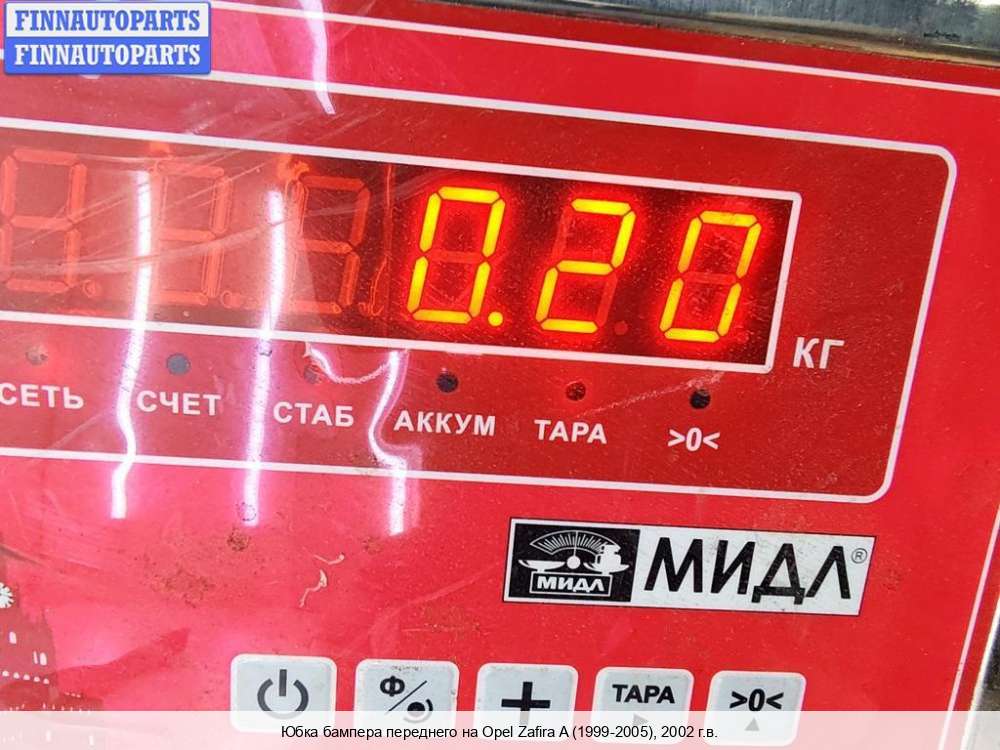 FINNAUTOPARTS
FINNAUTOPARTS
0.20
КГ
СЕТЬ СЧЕТ СТАБ АККУМ ТАРА >0<
МИДЛ МИДЛ®
Ф + ТАРА >0<
Юбка бампера переднего на Opel Zafira A (1999-2005), 2002 г.в.